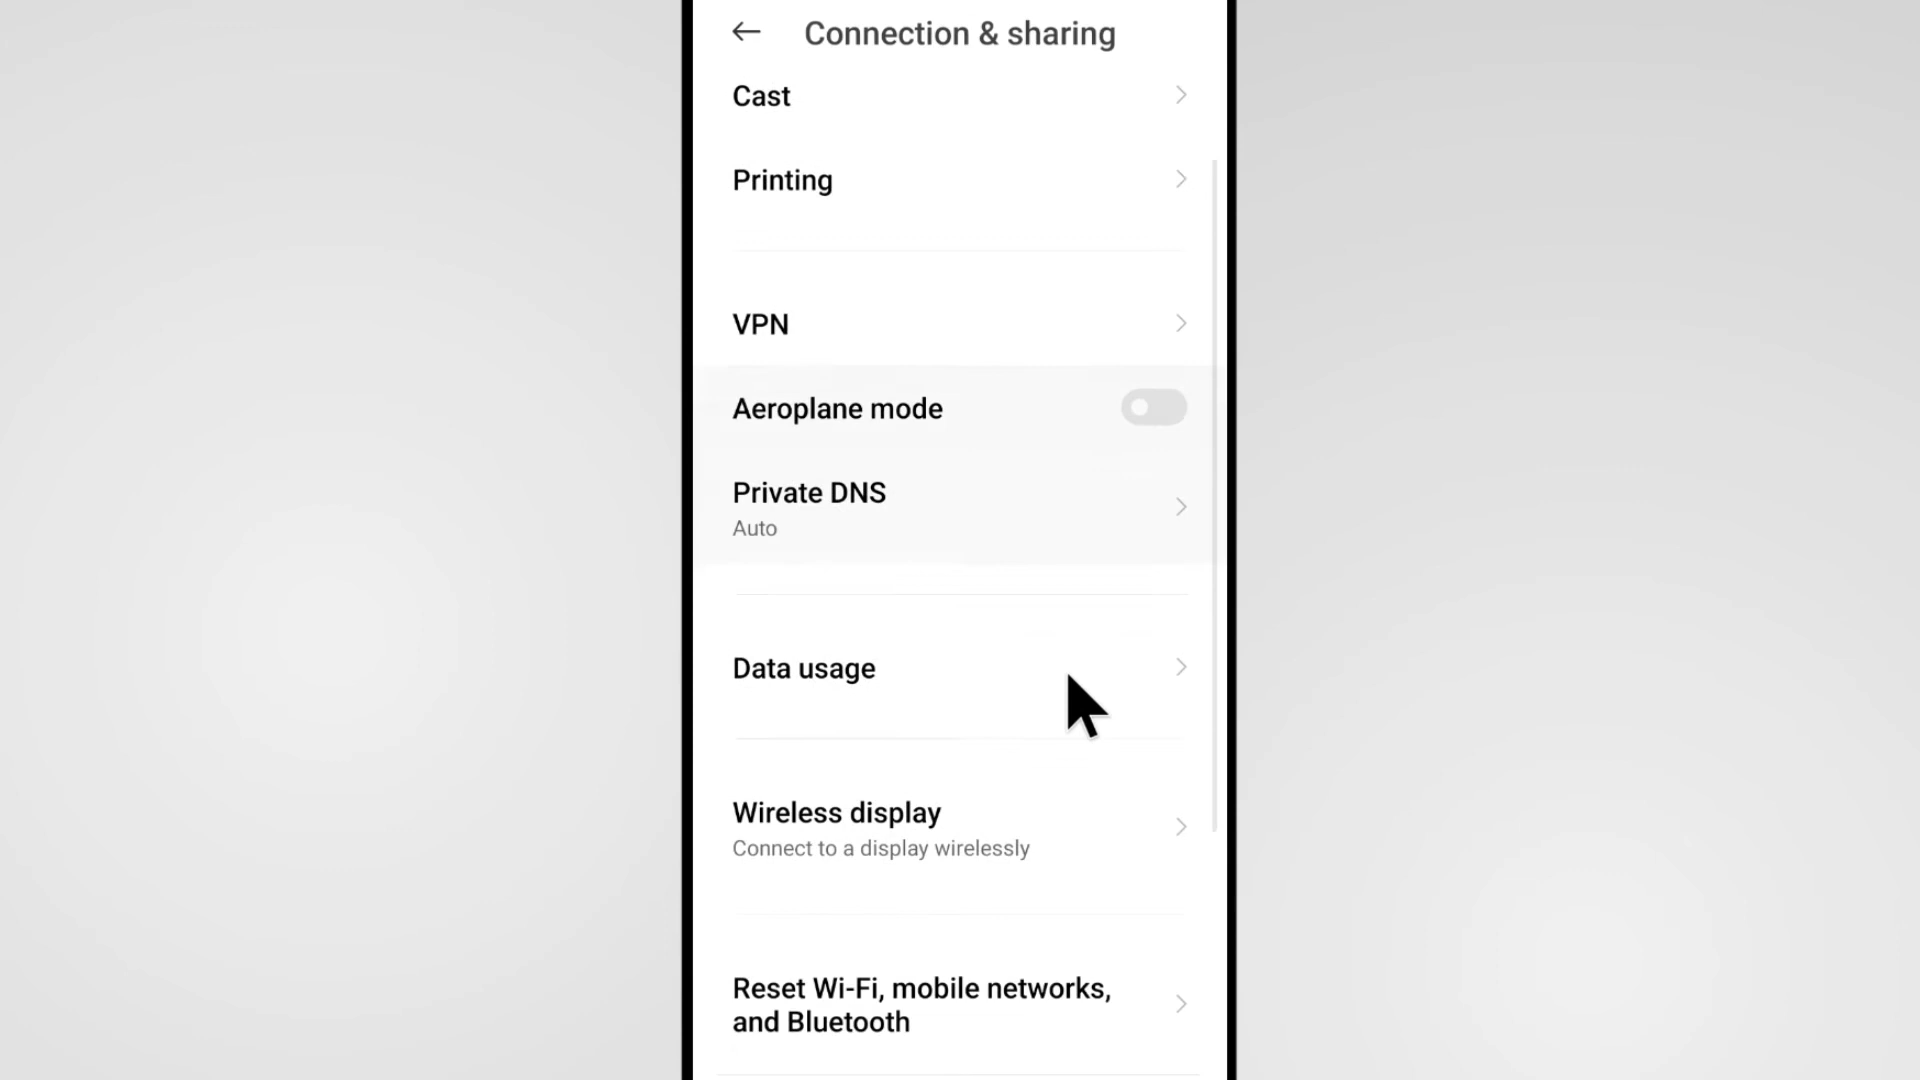 Connection & sharing
Cast
Printing
VPN
Aeroplane mode
Private DNS
Auto
Data usage
Wireless display
Connect to a display wirelessly
Reset Wi-Fi, mobile networks,
and Bluetooth